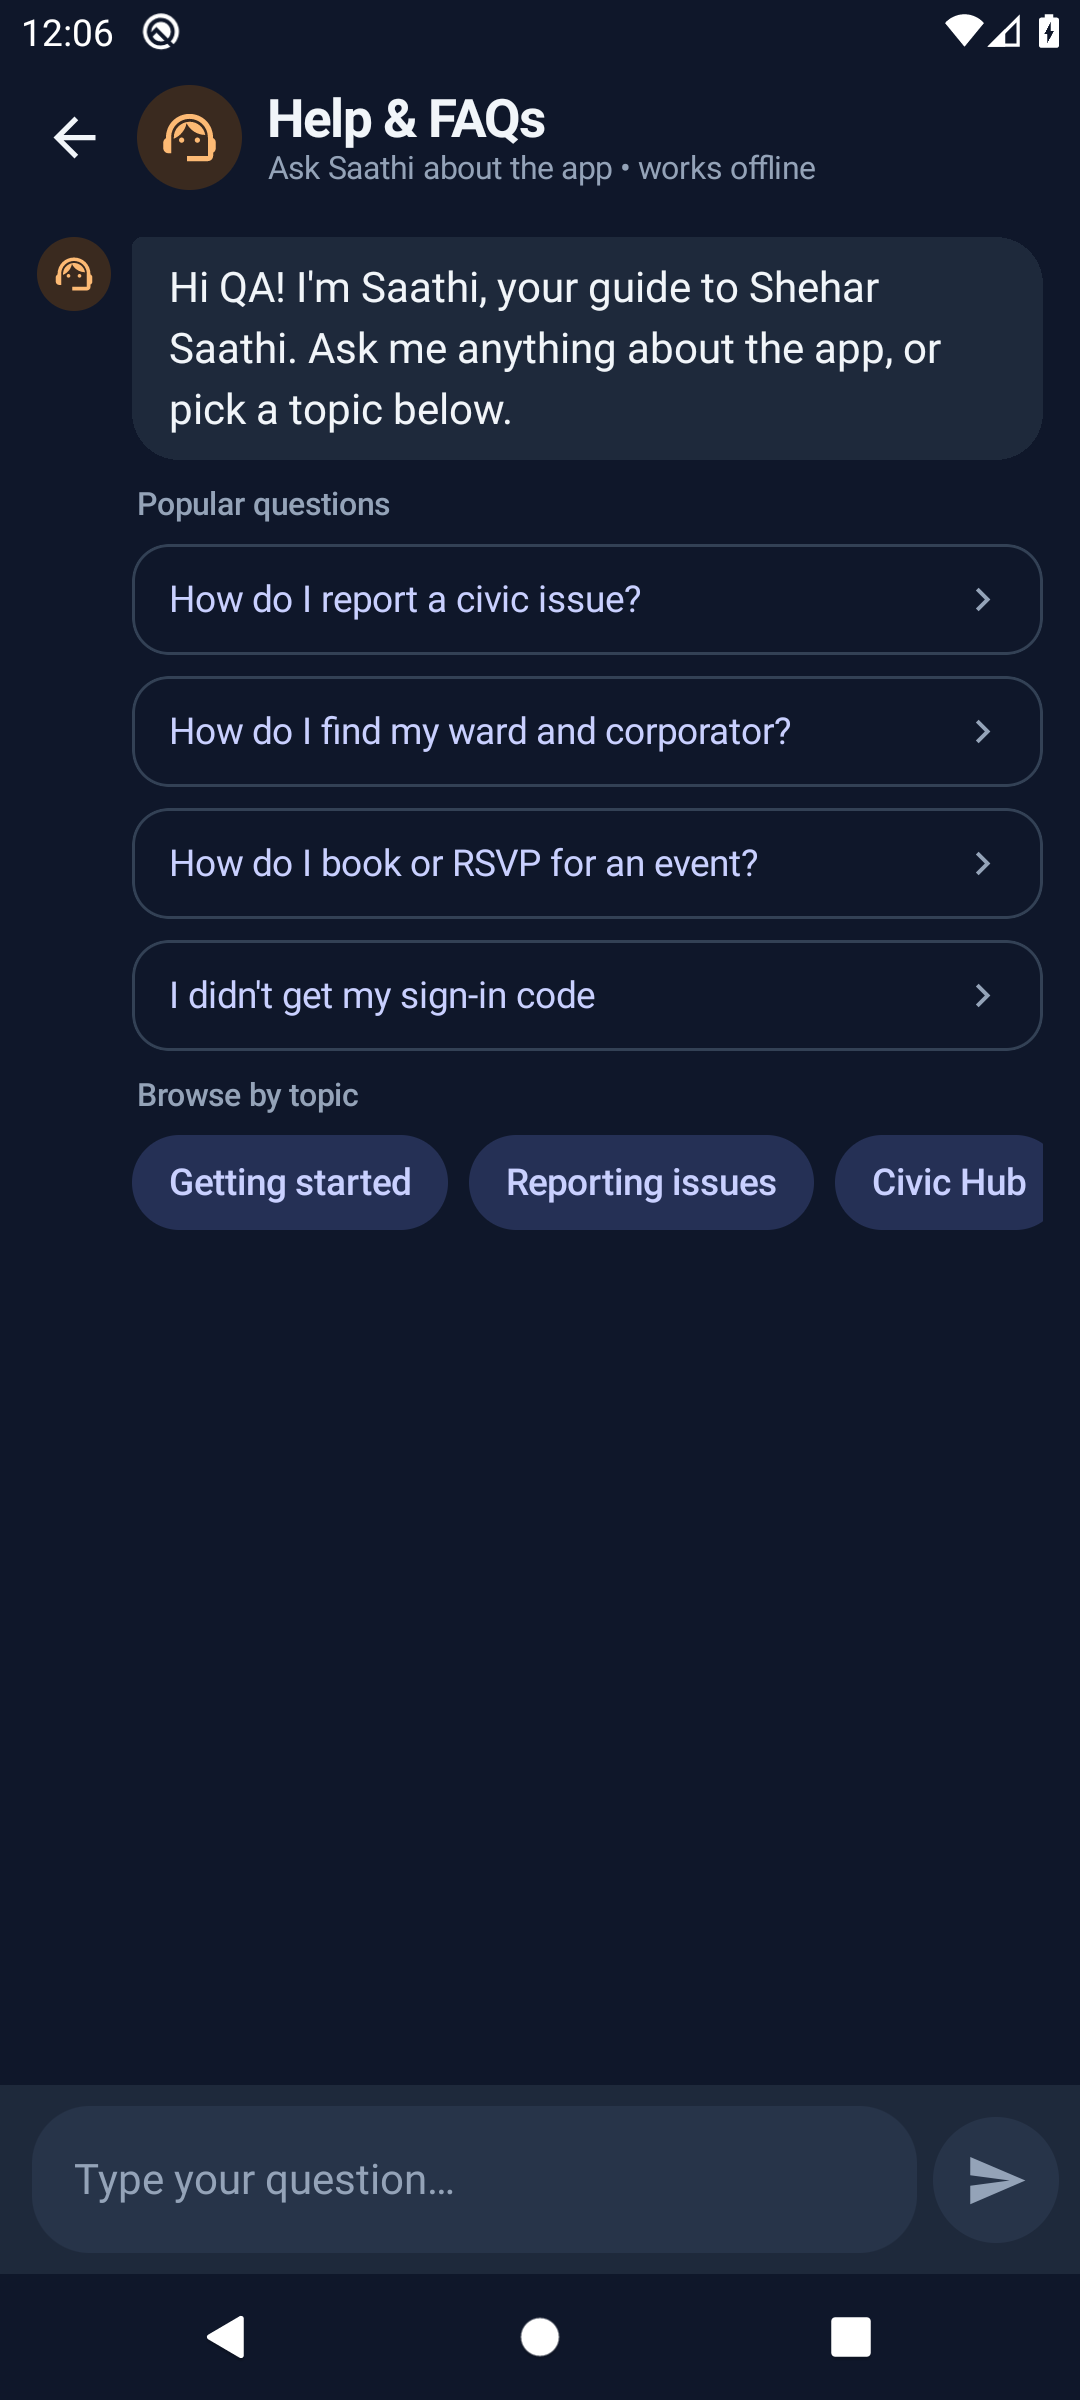 12:06
Help & FAQs
Ask Saathi about the app • works offline
Hi QA! I'm Saathi, your guide to Shehar
Saathi. Ask me anything about the app, or
pick a topic below.
Popular questions
How do I report a civic issue?
How do I find my ward and corporator?
How do I book or RSVP for an event?
I didn't get my sign-in code
Browse by topic
Getting started
Reporting issues
Civic Hub
Type your question…